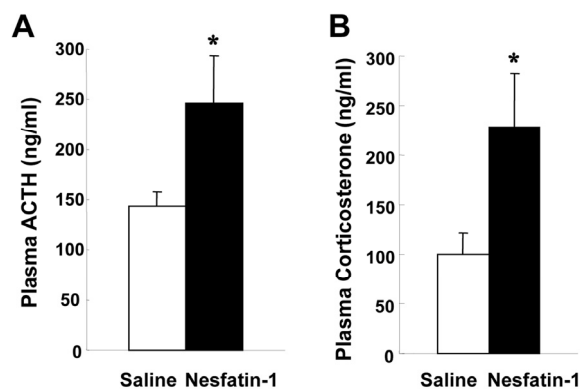 A
Plasma ACTH (ng/ml)
300
250
200
150
100
50
0
*
Saline Nesfatin-1
B
Plasma Corticosterone (ng/ml)
300
250
200
150
100
50
0
*
Saline Nesfatin-1